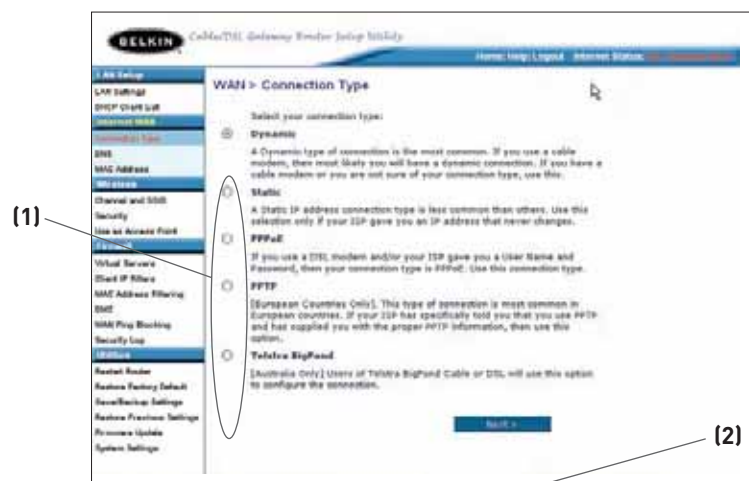 BELKIN Cable/DSL Gateway Router Setup Utility
Home| Help| Logout Internet Status:
LAN Setup
LAN Settings
DHCP Client List
Internet WAN
Connection Type
DNS
MAC Address
Wireless
Channel and SSID
Security
Use as Access Point
Firewall
Virtual Servers
Client IP Filters
MAC Address Filtering
DMZ
WAN Ping Blocking
Security Log
Utilities
Restart Router
Restore Factory Default
Save/Backup Settings
Restore Previous Settings
Firmware Update
System Settings
WAN > Connection Type
Select your connection type:
Dynamic
A Dynamic type of connection is the most common. If you use a cable
modem, then most likely you will have a dynamic connection. If you have a
cable modem or you are not sure of your connection type, use this.
Static
A Static IP address connection type is less common than others. Use this
selection only if your ISP gave you an IP address that never changes.
PPPoE
If you use a DSL modem and/or your ISP gave you a User Name and
Password, then your connection type is PPPoE. Use this connection type.
PPTP
[European Countries Only]. This type of connection is most common in
European countries. If your ISP has specifically told you that you use PPTP
and has supplied you with the proper PPTP information, then use this
option.
Telstra BigPond
[Australia Only] Users of Telstra BigPond Cable or DSL will use this option
to configure the connection.
Next >
(1)
(2)